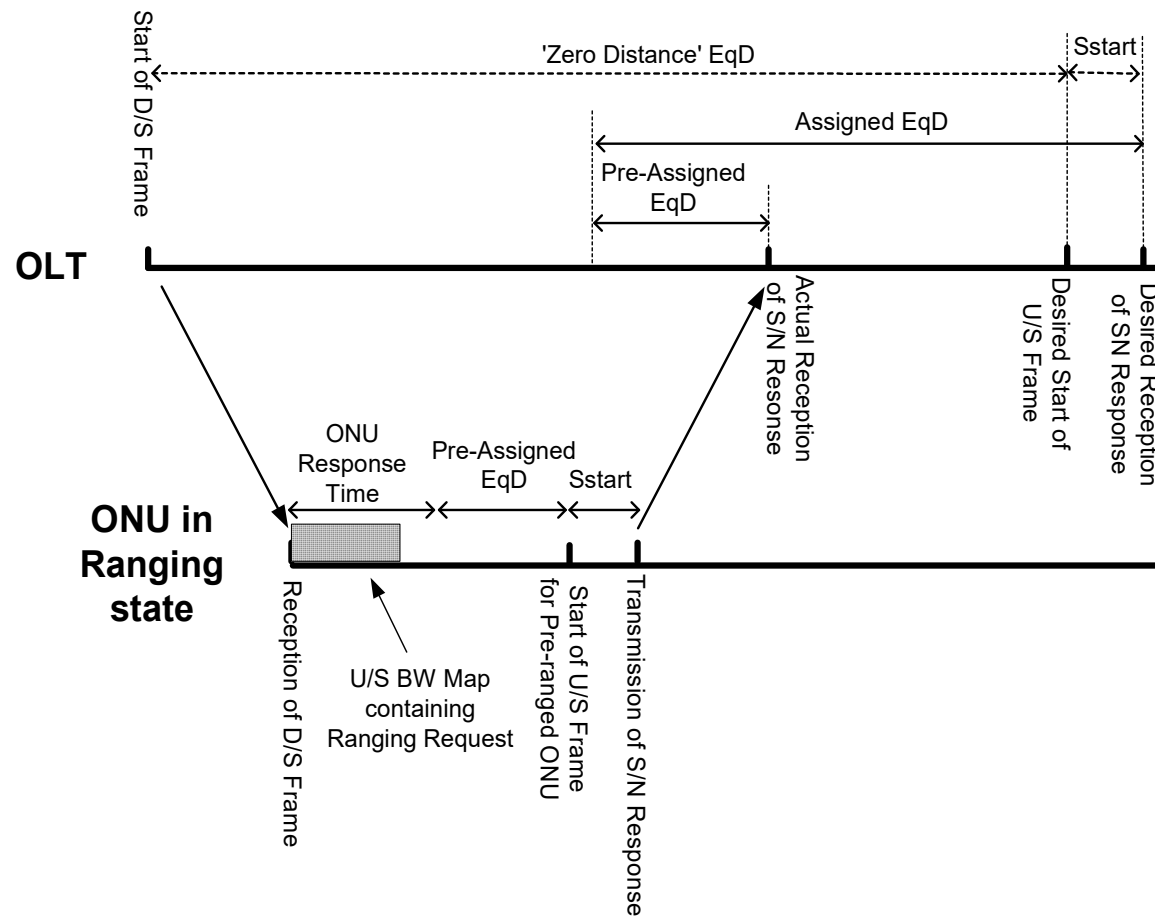 Start of D/S Frame
'Zero Distance' EqD
Sstart
Assigned EqD
Pre-Assigned
EqD
OLT
Actual Reception
of S/N Resonse
Desired Start of
U/S Frame
Desired Reception
of SN Response
ONU
Response
Time
Pre-Assigned
EqD
Sstart
ONU in
Ranging
state
Reception of D/S Frame
U/S BW Map
containing
Ranging Request
Start of U/S Frame
for Pre-ranged ONU
Transmission of S/N Response